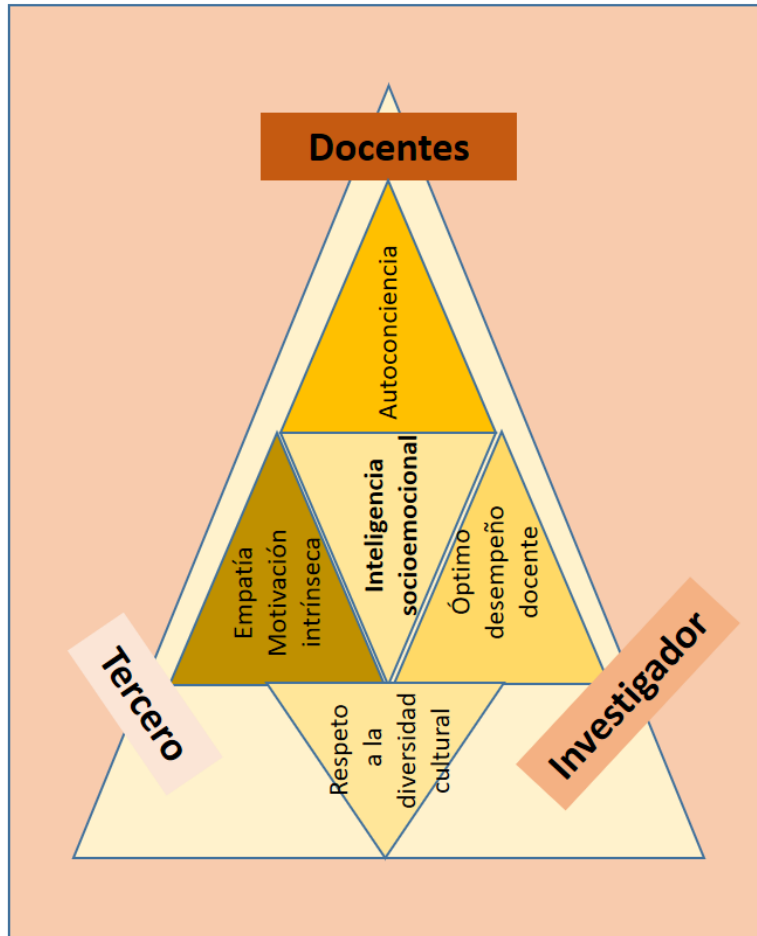 Docentes
Autoconciencia
Inteligencia
socioemocional
Empatía
Motivación
intrínseca
Óptimo
desempeño
docente
Tercero
Investigador
Respeto
a la
diversidad
cultural